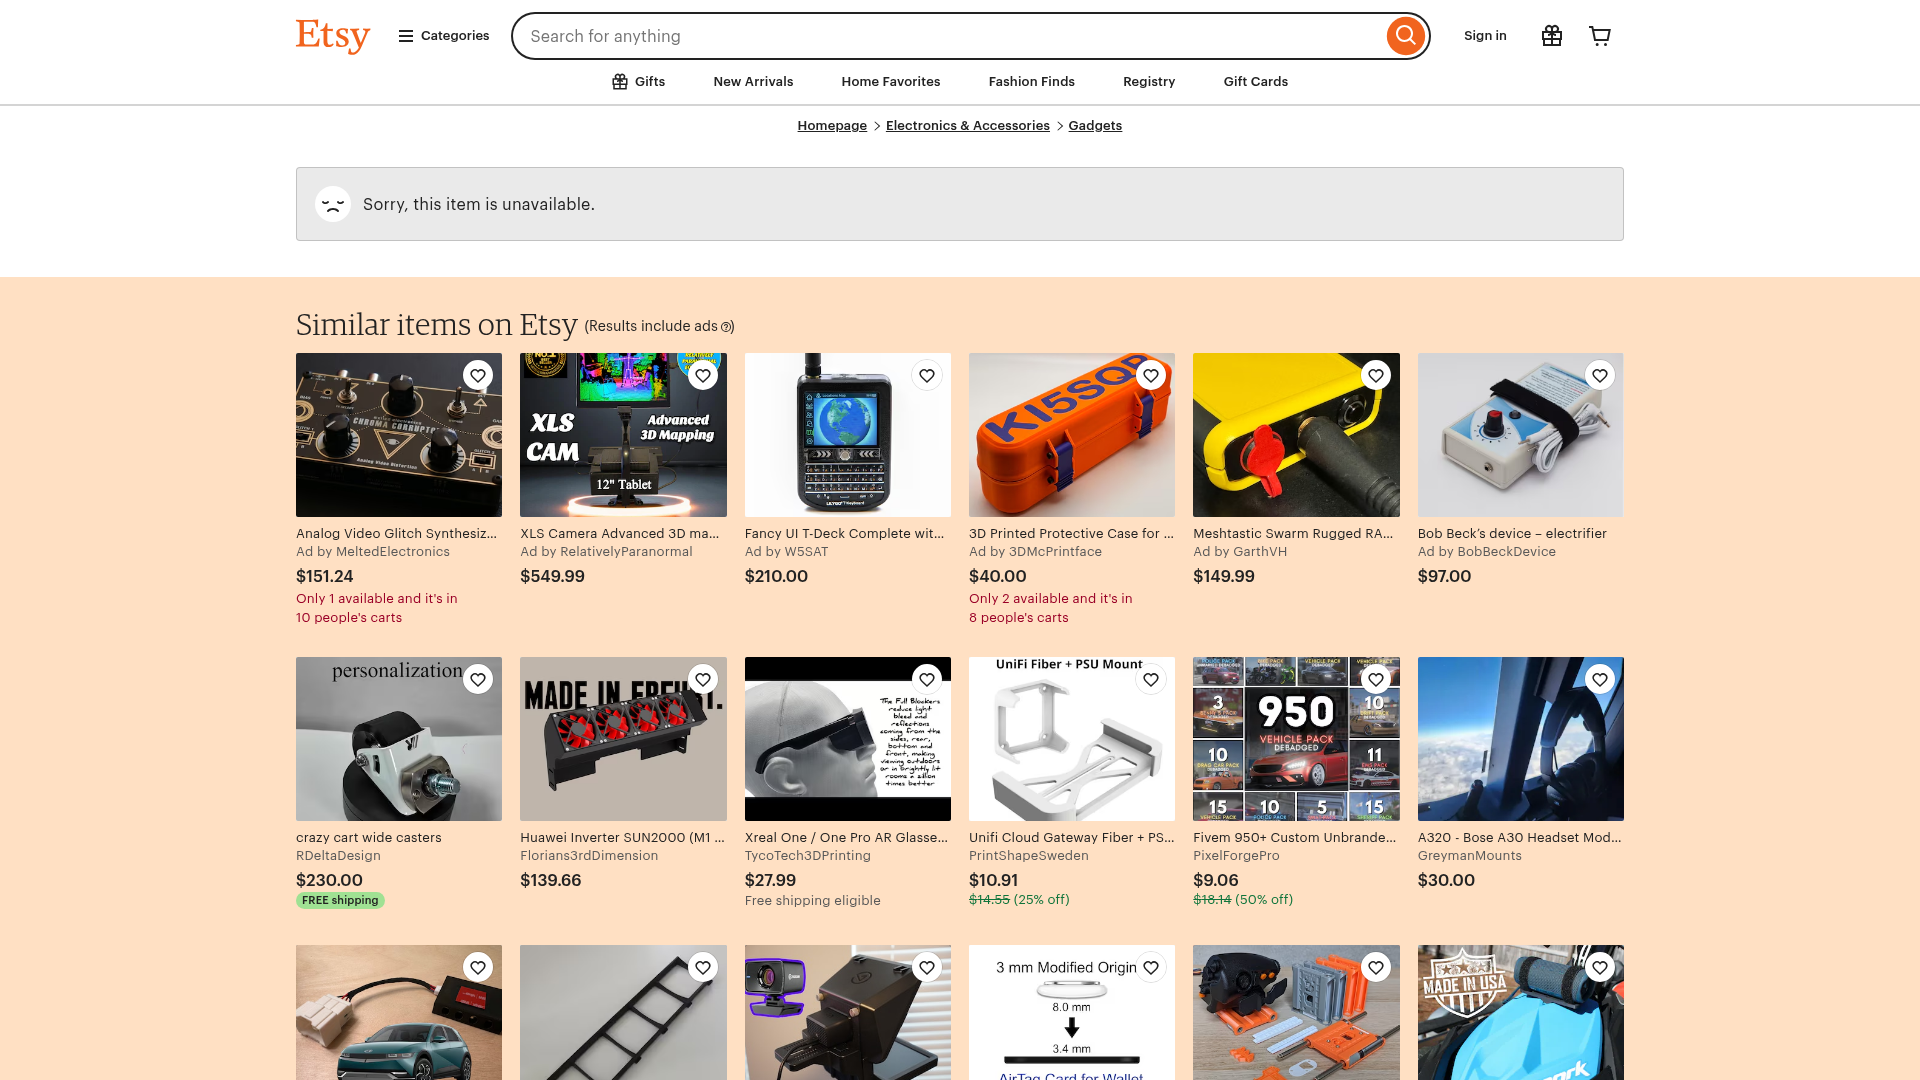 Etsy
Categories
Search for anything
Sign in
Gifts
New Arrivals
Home Favorites
Fashion Finds
Registry
Gift Cards
Homepage
Electronics & Accessories
Gadgets
Sorry, this item is unavailable.
Similar items on Etsy (Results include ads ?)
CHROMA CORRUPT
Analog Video Distortion
Analog Video Glitch Synthesiz...
Ad by MeltedElectronics
$151.24
Only 1 available and it's in
10 people's carts
XLS
CAM
Advanced
3D Mapping
12" Tablet
XLS Camera Advanced 3D ma...
Ad by RelativelyParanormal
$549.99
Fancy UI T-Deck Complete wit...
Ad by W5SAT
$210.00
KI5SQP
3D Printed Protective Case for ...
Ad by 3DMcPrintface
$40.00
Only 2 available and it's in
8 people's carts
Meshtastic Swarm Rugged RA...
Ad by GarthVH
$149.99
Bob Beck’s device – electrifier
Ad by BobBeckDevice
$97.00
personalization
crazy cart wide casters
RDeltaDesign
$230.00
FREE shipping
MADE IN
Huawei Inverter SUN2000 (M1 ...
Florians3rdDimension
$139.66
The Full Blockers
reduce light
bleed and
reflections
coming from the
sides, rear,
bottom and
front, making
viewing outdoors
or in brightly lit
rooms a zillion
times better
Xreal One / One Pro AR Glasse...
TycoTech3DPrinting
$27.99
Free shipping eligible
UniFi Fiber + PSU Mount
Unifi Cloud Gateway Fiber + PS...
PrintShapeSweden
$10.91
$14.55 (25% off)
3
950
VEHICLE PACK
DEBADGED
10
10
11
15
10
5
15
Fivem 950+ Custom Unbrande...
PixelForgePro
$9.06
$18.14 (50% off)
A320 - Bose A30 Headset Mod...
GreymanMounts
$30.00
3 mm Modified Origin
8.0 mm
3.4 mm
AirTag Card for Wallet
MADE IN USA